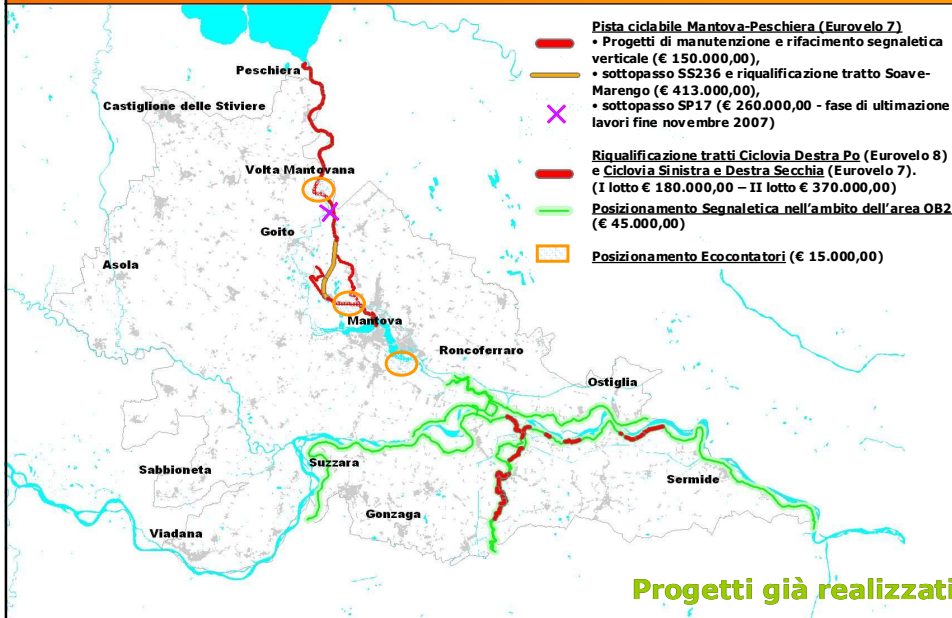 Pista ciclabile Mantova-Peschiera (Eurovelo 7)
• Progetti di manutenzione e rifacimento segnaletica
verticale (€ 150.000,00),
• sottopasso SS236 e riqualificazione tratto Soave-
Marengo (€ 413.000,00),
• sottopasso SP17 (€ 260.000,00 - fase di ultimazione
lavori fine novembre 2007)
Riqualificazione tratti Ciclovia Destra Po (Eurovelo 8)
e Ciclovia Sinistra e Destra Secchia (Eurovelo 7).
(I lotto € 180.000,00 – II lotto € 370.000,00)
Posizionamento Segnaletica nell'ambito dell'area OB2
(€ 45.000,00)
Posizionamento Ecocontatori (€ 15.000,00)
Peschiera
Castiglione delle Stiviere
Volta Mantovana
Goito
Asola
Mantova
Roncoferraro
Ostiglia
Sabbioneta
Suzzara
Sermide
Gonzaga
Viadana
Progetti già realizzati